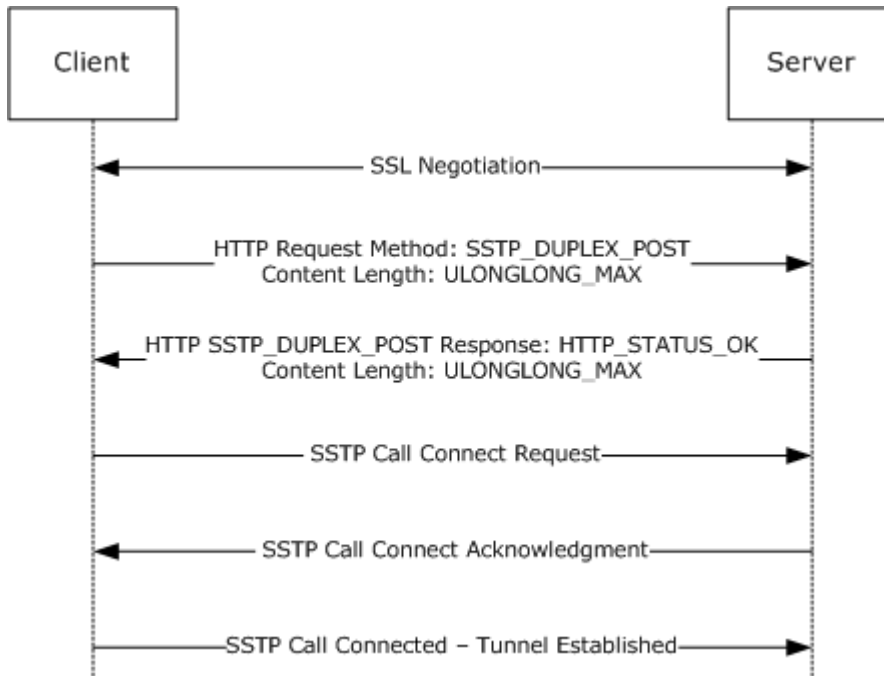 Client
Server
SSL Negotiation
HTTP Request Method: SSTP_DUPLEX_POST
Content Length: ULONGLONG_MAX
HTTP SSTP_DUPLEX_POST Response: HTTP_STATUS_OK
Content Length: ULONGLONG_MAX
SSTP Call Connect Request
SSTP Call Connect Acknowledgment
SSTP Call Connected – Tunnel Established